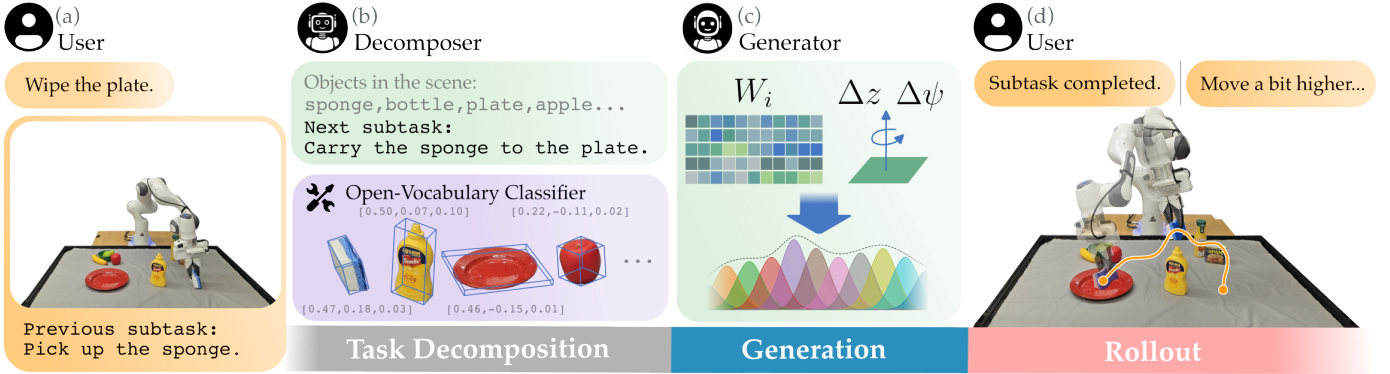 (a)
User
Wipe the plate.
Previous subtask:
Pick up the sponge.
(b)
Decomposer
Objects in the scene:
sponge,bottle,plate,apple...
Next subtask:
Carry the sponge to the plate.
Open-Vocabulary Classifier
[0.50,0.07,0.10]
[0.22,-0.11,0.02]
[0.47,0.18,0.03]
[0.46,-0.15,0.01]
...
Task Decomposition
(c)
Generator
W_i
Δz Δψ
Generation
(d)
User
Subtask completed.
Move a bit higher...
Rollout